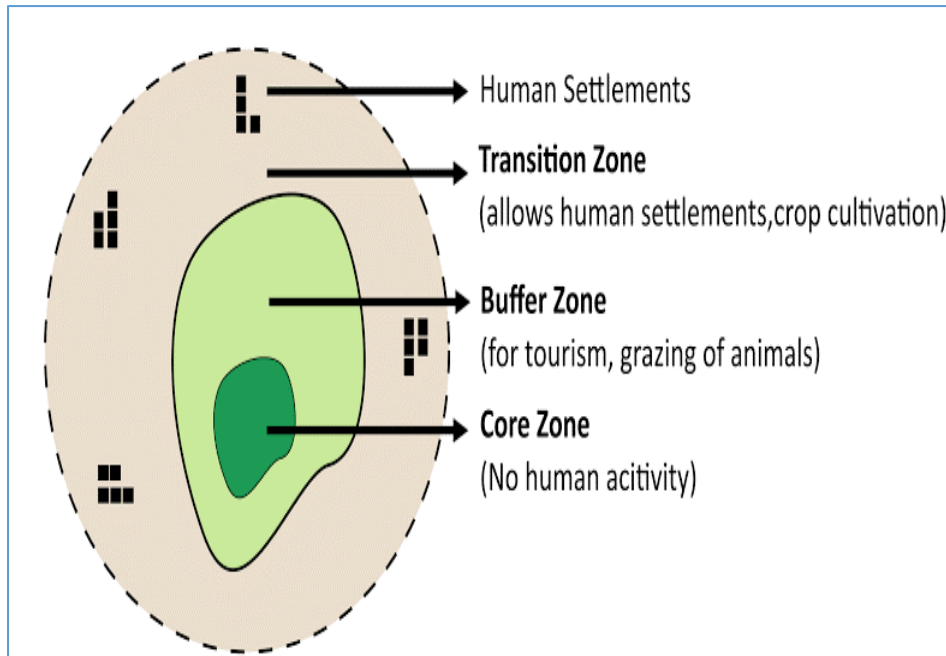 Human Settlements
Transition Zone
(allows human settlements,crop cultivation)
Buffer Zone
(for tourism, grazing of animals)
Core Zone
(No human acitivity)